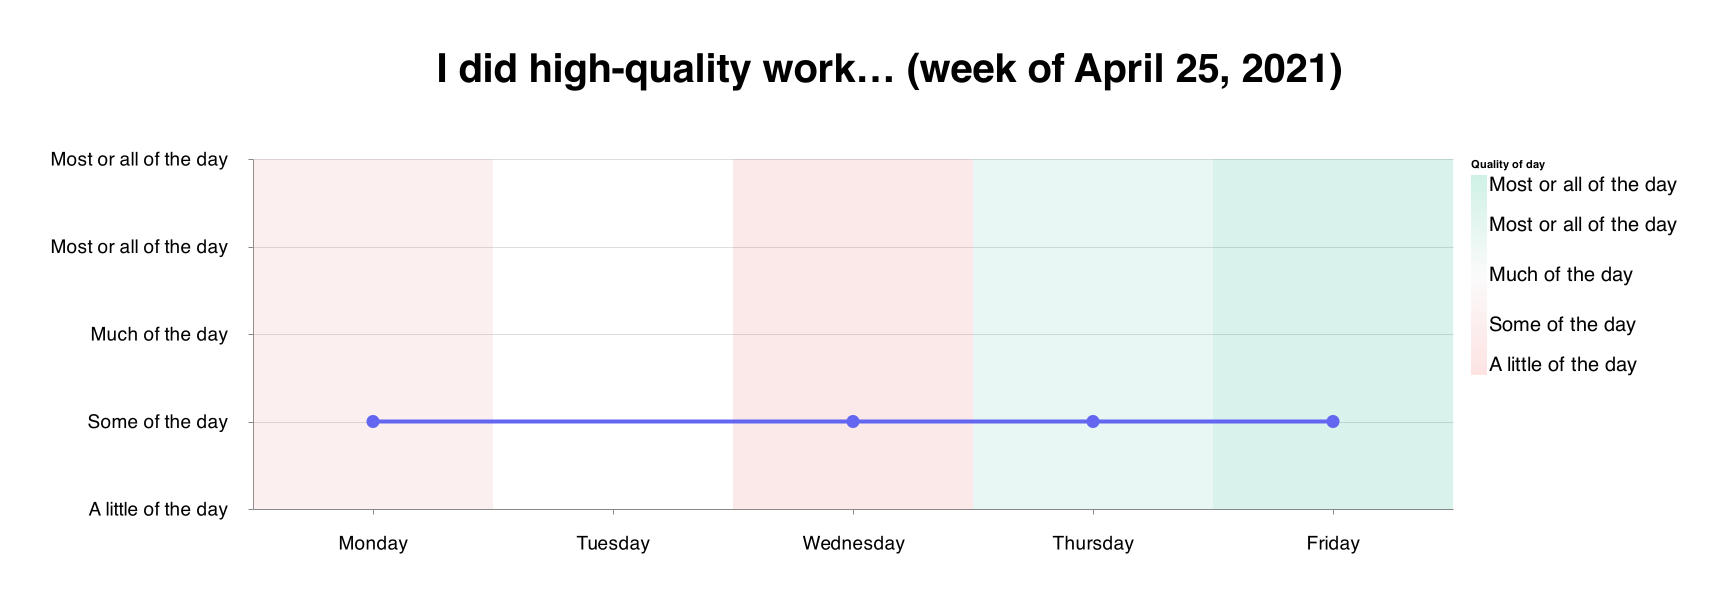 I did high-quality work… (week of April 25, 2021)
Most or all of the day
Most or all of the day
Much of the day
Some of the day
A little of the day
Monday
Tuesday
Wednesday
Thursday
Friday
Quality of day
Most or all of the day
Most or all of the day
Much of the day
Some of the day
A little of the day